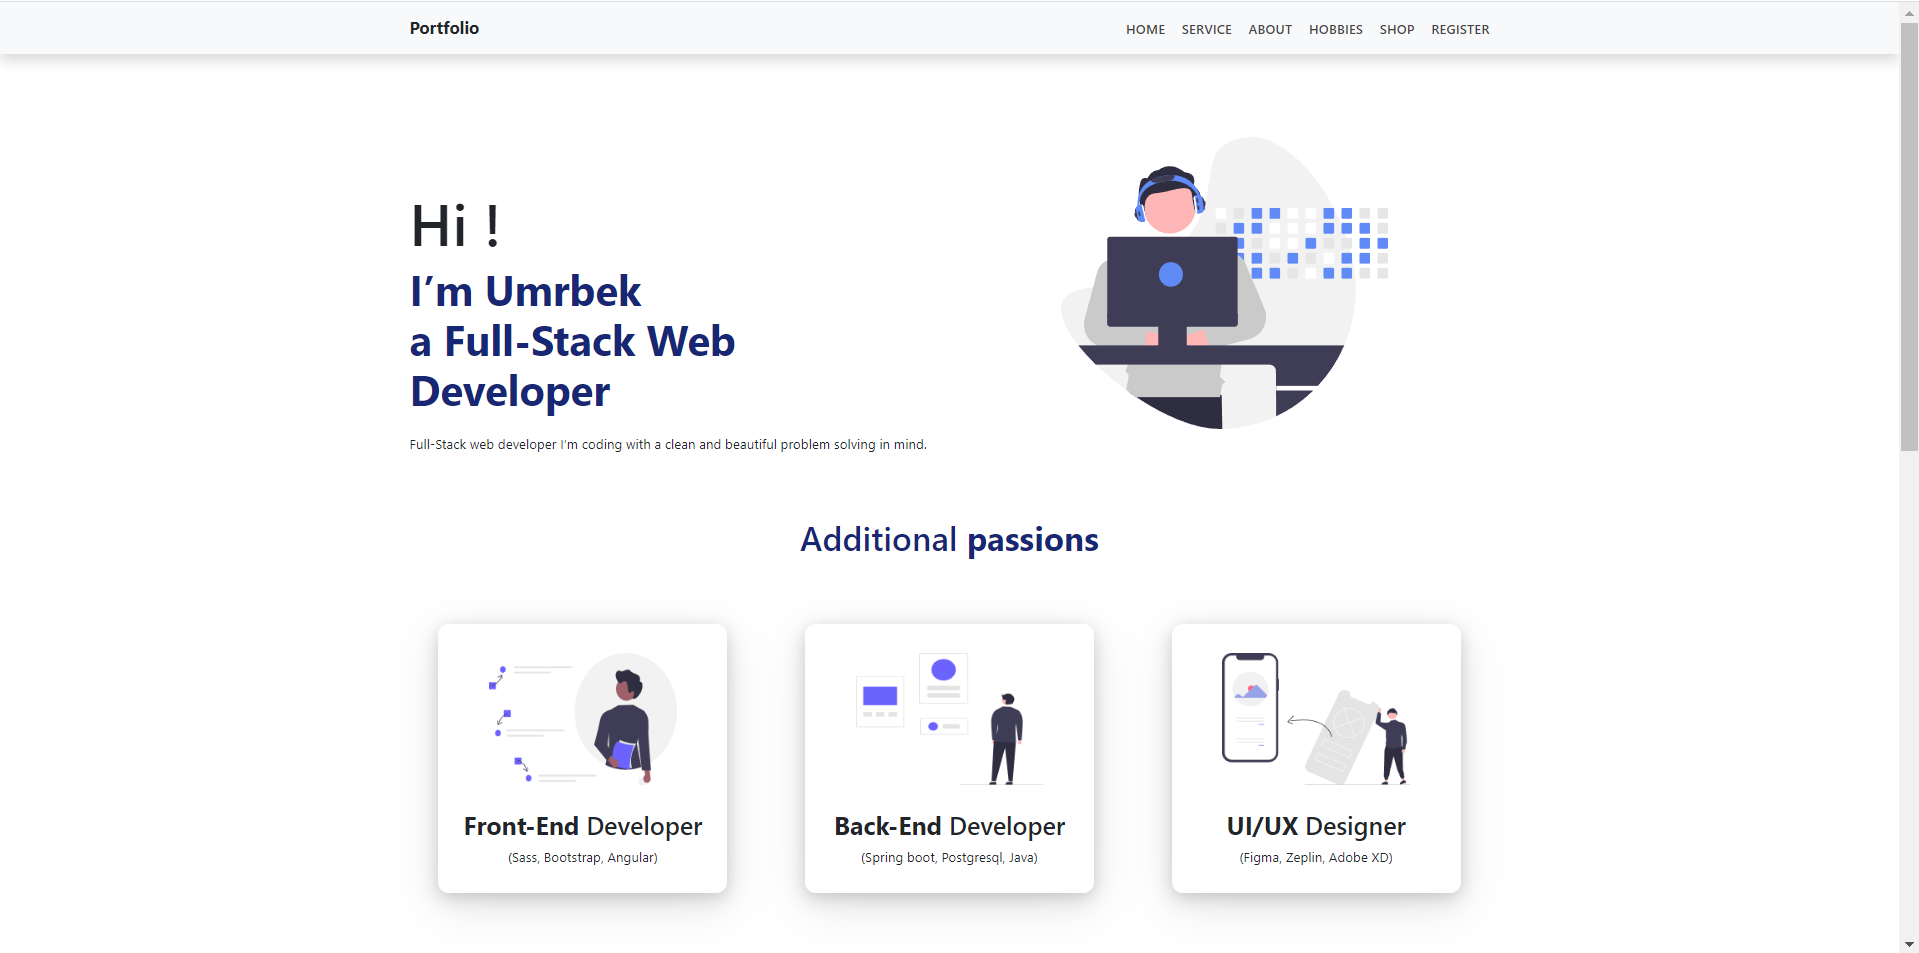 Portfolio
HOME SERVICE ABOUT HOBBIES SHOP REGISTER
Hi !
I’m Umrbek
a Full-Stack Web
Developer
Full-Stack web developer I'm coding with a clean and beautiful problem solving in mind.
Additional passions
Front-End Developer
(Sass, Bootstrap, Angular)
Back-End Developer
(Spring boot, Postgresql, Java)
UI/UX Designer
(Figma, Zeplin, Adobe XD)